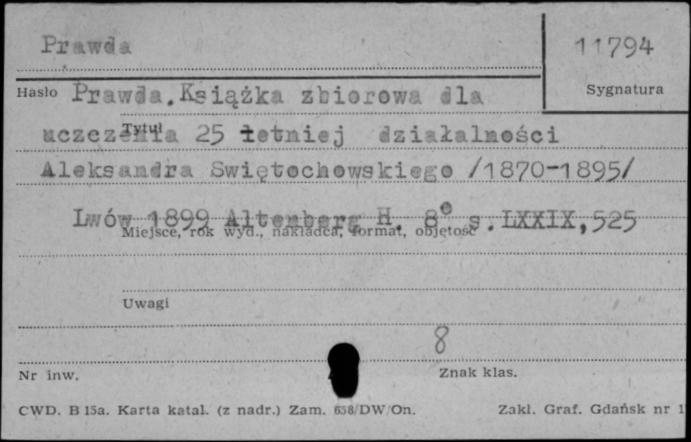 Prawda
11794
Hasło
Sygnatura
Prawda.Książka zbiorowa dla
Tytuł
uczczenia 25 łetniej działalności
Aleksandra Swiętochowskiego /1870-1895/
Lwów 1899 Altenberg H. 8° s.LXXIX,525
Miejsce, rok wyd., nakładca, format, objętość
Uwagi
8
Nr inw.
Znak klas.
CWD. B 15a. Karta katal. (z nadr.) Zam. 658/DW/On.
Zakł. Graf. Gdańsk nr 1